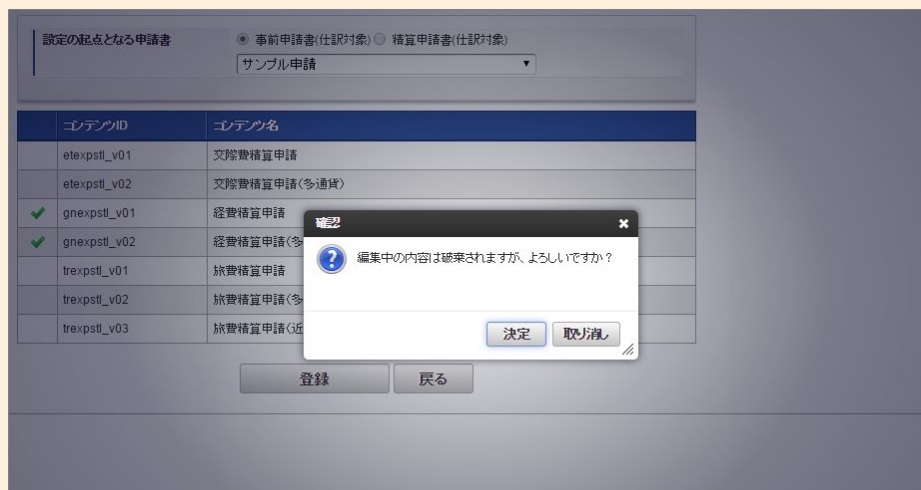 設定の起点となる申請書
事前申請書(仕訳対象) 精算申請書(仕訳対象)
サンプル申請
コンテンツID コンテンツ名
etexpstl_v01 交際費精算申請
etexpstl_v02 交際費精算申請(多通貨)
gnexpstl_v01 経費精算申請
gnexpstl_v02 経費精算申請(多
trexpstl_v01 旅費精算申請
trexpstl_v02 旅費精算申請(多
trexpstl_v03 旅費精算申請(近
確認
編集中の内容は破棄されますが、よろしいですか?
決定 取り消し
登録 戻る